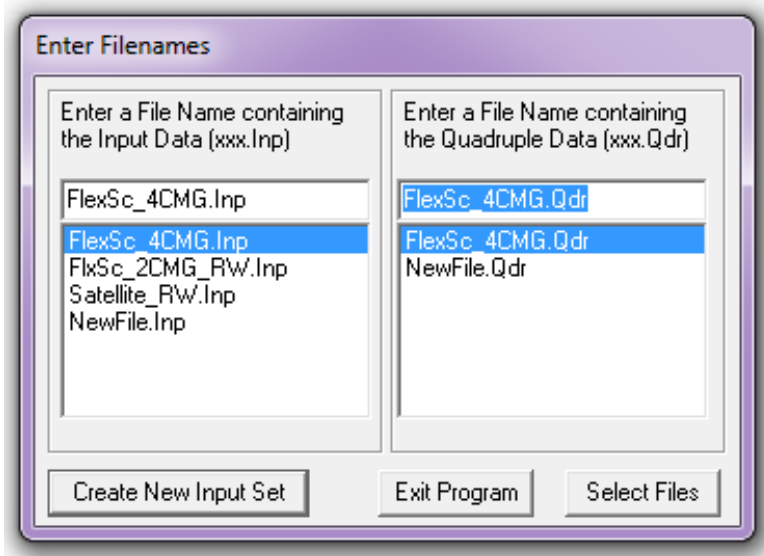 Enter Filenames
Enter a File Name containing
the Input Data (xxx.Inp)
FlexSc_4CMG.Inp
FlexSc_4CMG.Inp
FlxSc_2CMG_RW.Inp
Satellite_RW.Inp
NewFile.Inp
Enter a File Name containing
the Quadruple Data (xxx.Qdr)
FlexSc_4CMG.Qdr
FlexSc_4CMG.Qdr
NewFile.Qdr
Create New Input Set
Exit Program
Select Files